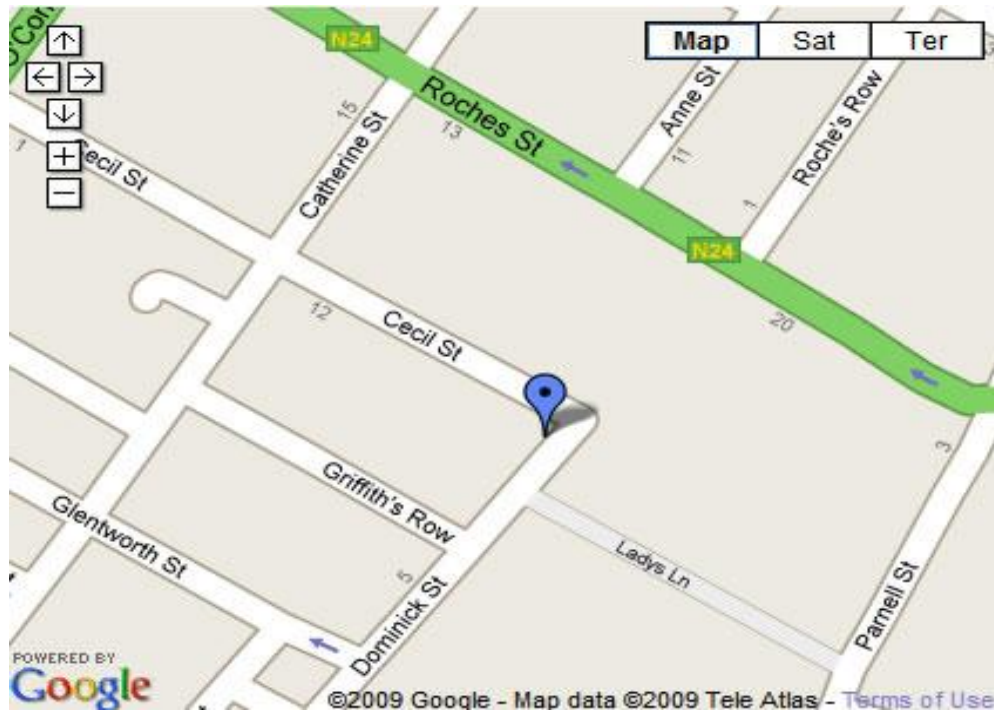 N24
Map
Sat
Ter
O'Con
Roches St
13
15
Catherine St
Anne St
11
Roche's Row
1
1
Cecil St
N24
20
12
Cecil St
3
Griffith's Row
Glentworth St
5
Dominick St
Ladys Ln
Parnell St
POWERED BY
Google
©2009 Google - Map data ©2009 Tele Atlas - Terms of Use